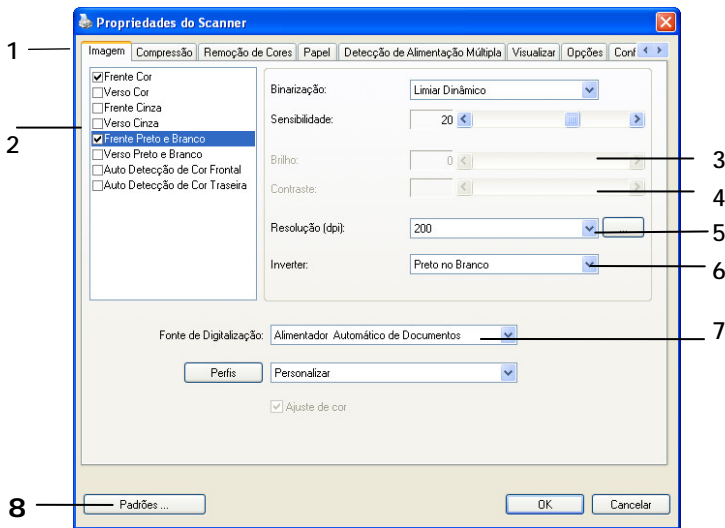 Propriedades do Scanner
1
Imagem Compressão Remoção de Cores Papel Detecção de Alimentação Múltipla Visualizar Opções Conf
2
Frente Cor
Verso Cor
Frente Cinza
Verso Cinza
Frente Preto e Branco
Verso Preto e Branco
Auto Detecção de Cor Frontal
Auto Detecção de Cor Traseira
Binarização: Limiar Dinâmico
Sensibilidade: 20
Brilho: 0 3
Contraste: 4
Resolução (dpi): 200 ... 5
Inverter: Preto no Branco 6
Fonte de Digitalização: Alimentador Automático de Documentos 7
Perfis Personalizar
Ajuste de cor
8 Padrões ... OK Cancelar